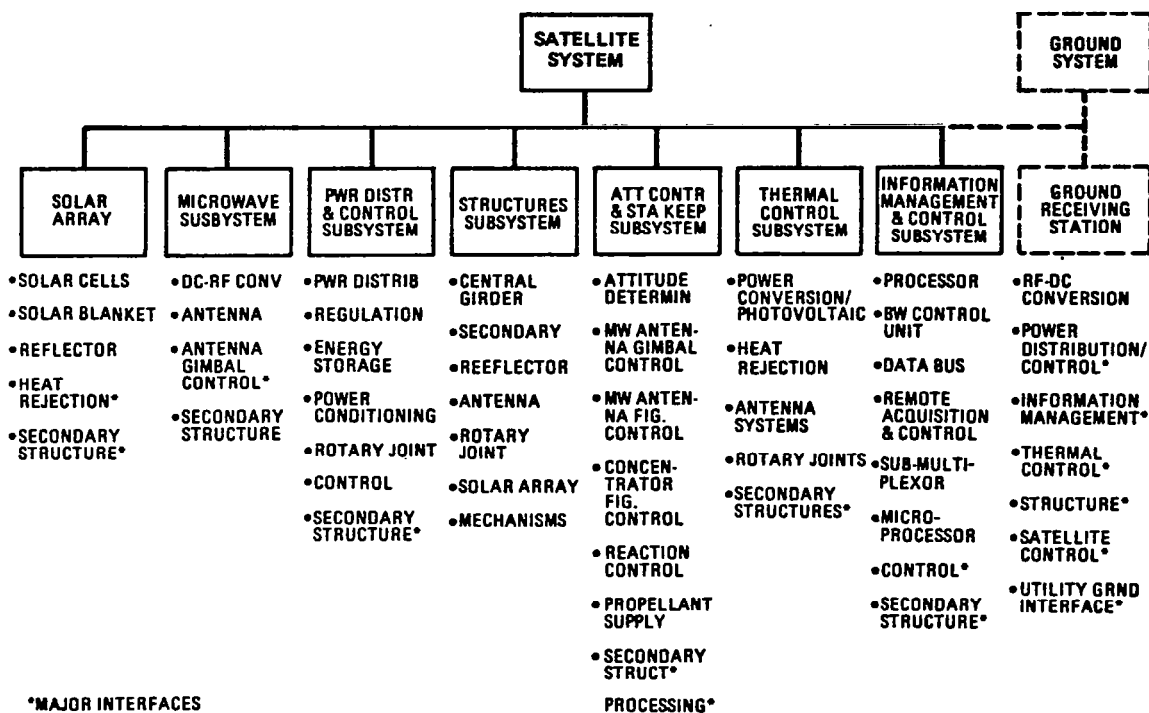 SATELLITE
SYSTEM
GROUND
SYSTEM
SOLAR
ARRAY
MICROWAVE
SUSBYSTEM
PWR DISTR
& CONTROL
SUBSYSTEM
STRUCTURES
SUBSYSTEM
ATT CONTR
& STA KEEP
SUBSYSTEM
THERMAL
CONTROL
SUBSYSTEM
INFORMATION
MANAGEMENT
& CONTROL
SUBSYSTEM
GROUND
RECEIVING
STATION
•SOLAR CELLS
•SOLAR BLANKET
•REFLECTOR
•HEAT
REJECTION*
•SECONDARY
STRUCTURE*
•DC-RF CONV
•ANTENNA
•ANTENNA
GIMBAL
CONTROL*
•SECONDARY
STRUCTURE
•PWR DISTRIB
•REGULATION
•ENERGY
STORAGE
•POWER
CONDITIONING
•ROTARY JOINT
•CONTROL
•SECONDARY
STRUCTURE*
•CENTRAL
GIRDER
•SECONDARY
•REEFLECTOR
•ANTENNA
•ROTARY
JOINT
•SOLAR ARRAY
•MECHANISMS
•ATTITUDE
DETERMIN
•MW ANTEN-
NA GIMBAL
CONTROL
•MW ANTEN-
NA FIG.
CONTROL
•CONCEN-
TRATOR
FIG.
CONTROL
•REACTION
CONTROL
•PROPELLANT
SUPPLY
•SECONDARY
STRUCT*
PROCESSING*
•POWER
CONVERSION/
PHOTOVOLTAIC
•HEAT
REJECTION
•ANTENNA
SYSTEMS
•ROTARY JOINTS
•SECONDARY
STRUCTURES*
•PROCESSOR
•BW CONTROL
UNIT
•DATA BUS
•REMOTE
ACQUISITION
& CONTROL
•SUB-MULTI-
PLEXOR
•MICRO-
PROCESSOR
•CONTROL*
•SECONDARY
STRUCTURE*
•RF-DC
CONVERSION
•POWER
DISTRIBUTION/
CONTROL*
•INFORMATION
MANAGEMENT*
•THERMAL
CONTROL*
•STRUCTURE*
•SATELLITE
CONTROL*
•UTILITY GRND
INTERFACE*
*MAJOR INTERFACES